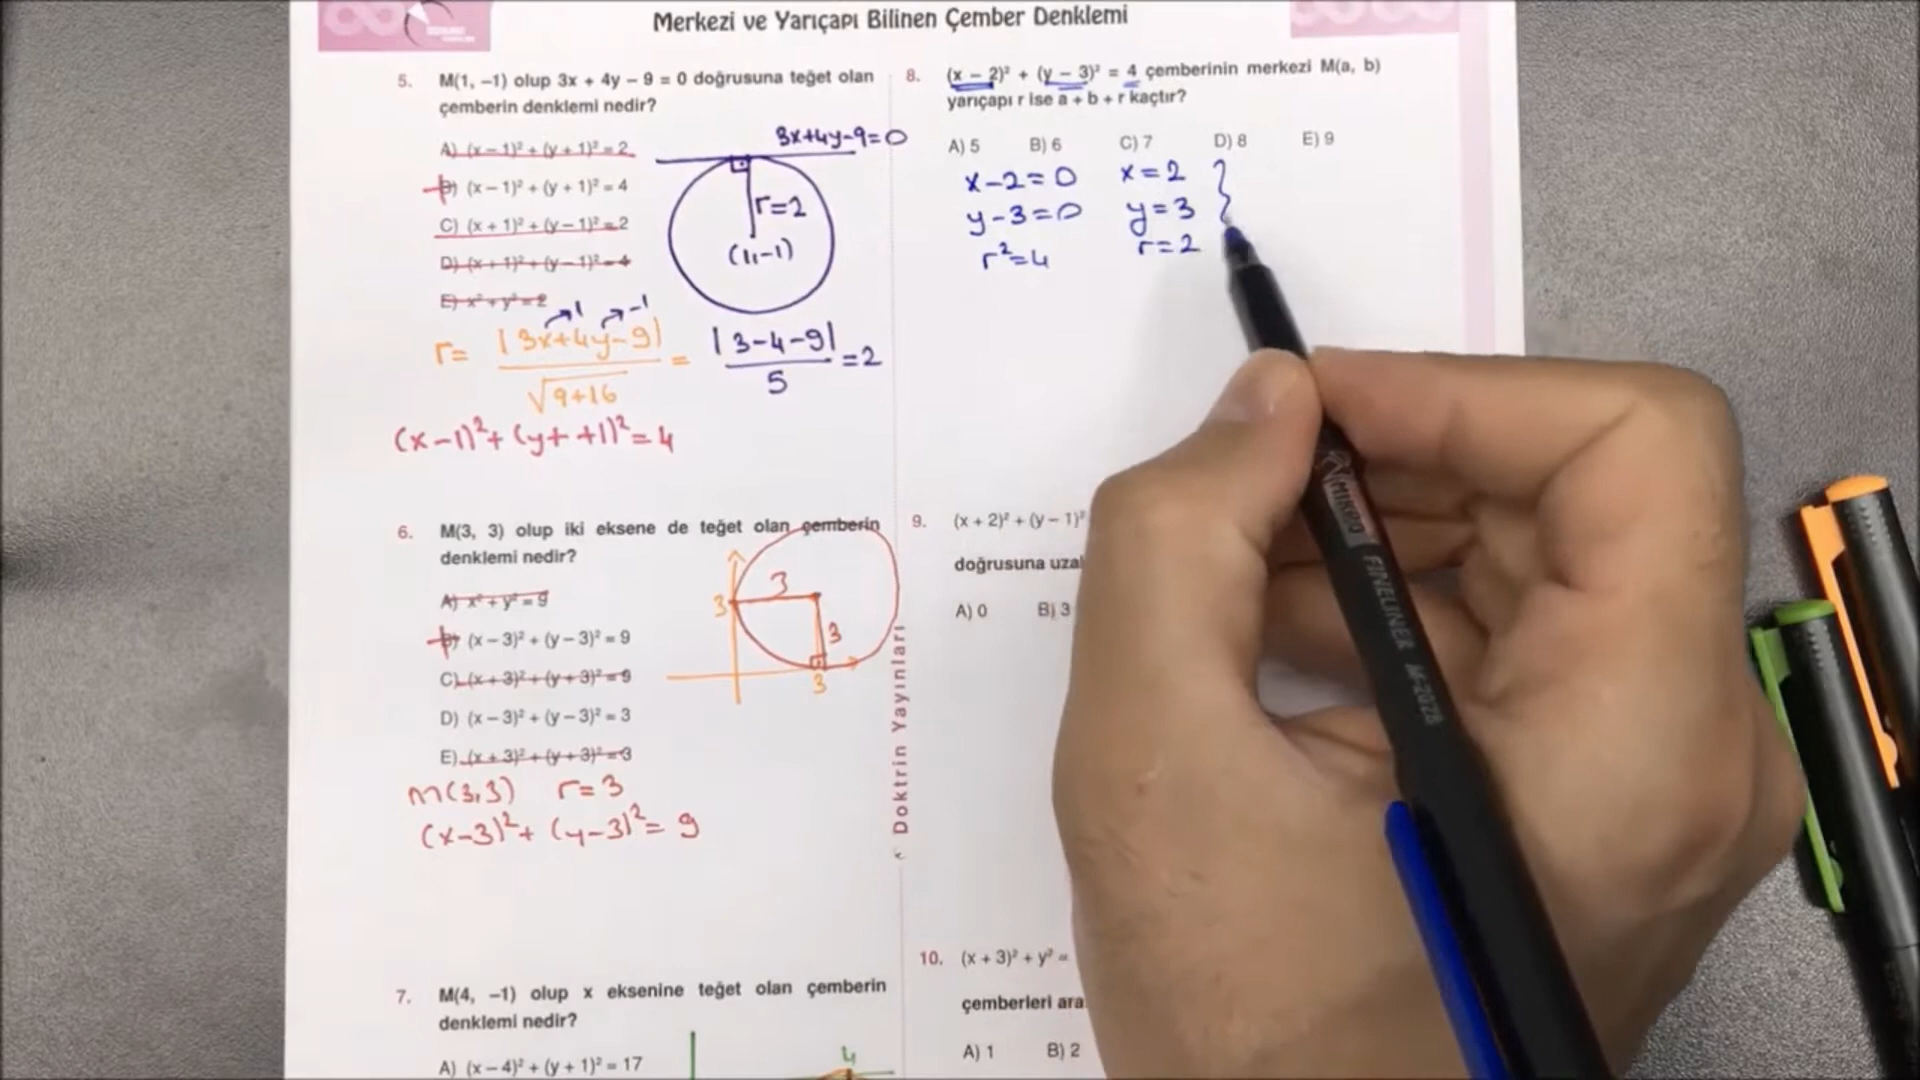 Merkezi ve Yarıçapı Bilinen Çember Denklemi
5. M(1, –1) olup 3x + 4y – 9 = 0 doğrusuna teğet olan
çemberin denklemi nedir?
A) (x – 1)² + (y + 1)² = 2
B) (x – 1)² + (y + 1)² = 4
C) (x + 1)² + (y – 1)² = 2
D) (x + 1)² + (y – 1)² = 4
E) x² + y² = 2
3x+4y-9=0
r=2
(1,-1)
1
-1
r= |3x+4y-9| / √9+16 = |3-4-9| / 5 =2
(x-1)²+(y++1)²=4
6. M(3, 3) olup iki eksene de teğet olan çemberin
denklemi nedir?
A) x² + y² = 9
B) (x – 3)² + (y – 3)² = 9
C) (x + 3)² + (y + 3)² = 9
D) (x – 3)² + (y – 3)² = 3
E) (x + 3)² + (y + 3)² = 3
3
3
3
3
M(3,3) r=3
(x-3)²+(y-3)²=9
7. M(4, –1) olup x eksenine teğet olan çemberin
denklemi nedir?
A) (x – 4)² + (y + 1)² = 17
4
Doktrin Yayınları
8. (x – 2)² + (y – 3)² = 4 çemberinin merkezi M(a, b)
yarıçapı r ise a + b + r kaçtır?
A) 5 B) 6 C) 7 D) 8 E) 9
x-2=0 x=2
y-3=0 y=3
r²=4 r=2
9. (x + 2)² + (y – 1)²
doğrusuna
A) 0 B) 3
10. (x + 3)² + y² =
çemberleri
A) 1 B) 2
MIKRO FINELINER M-2028